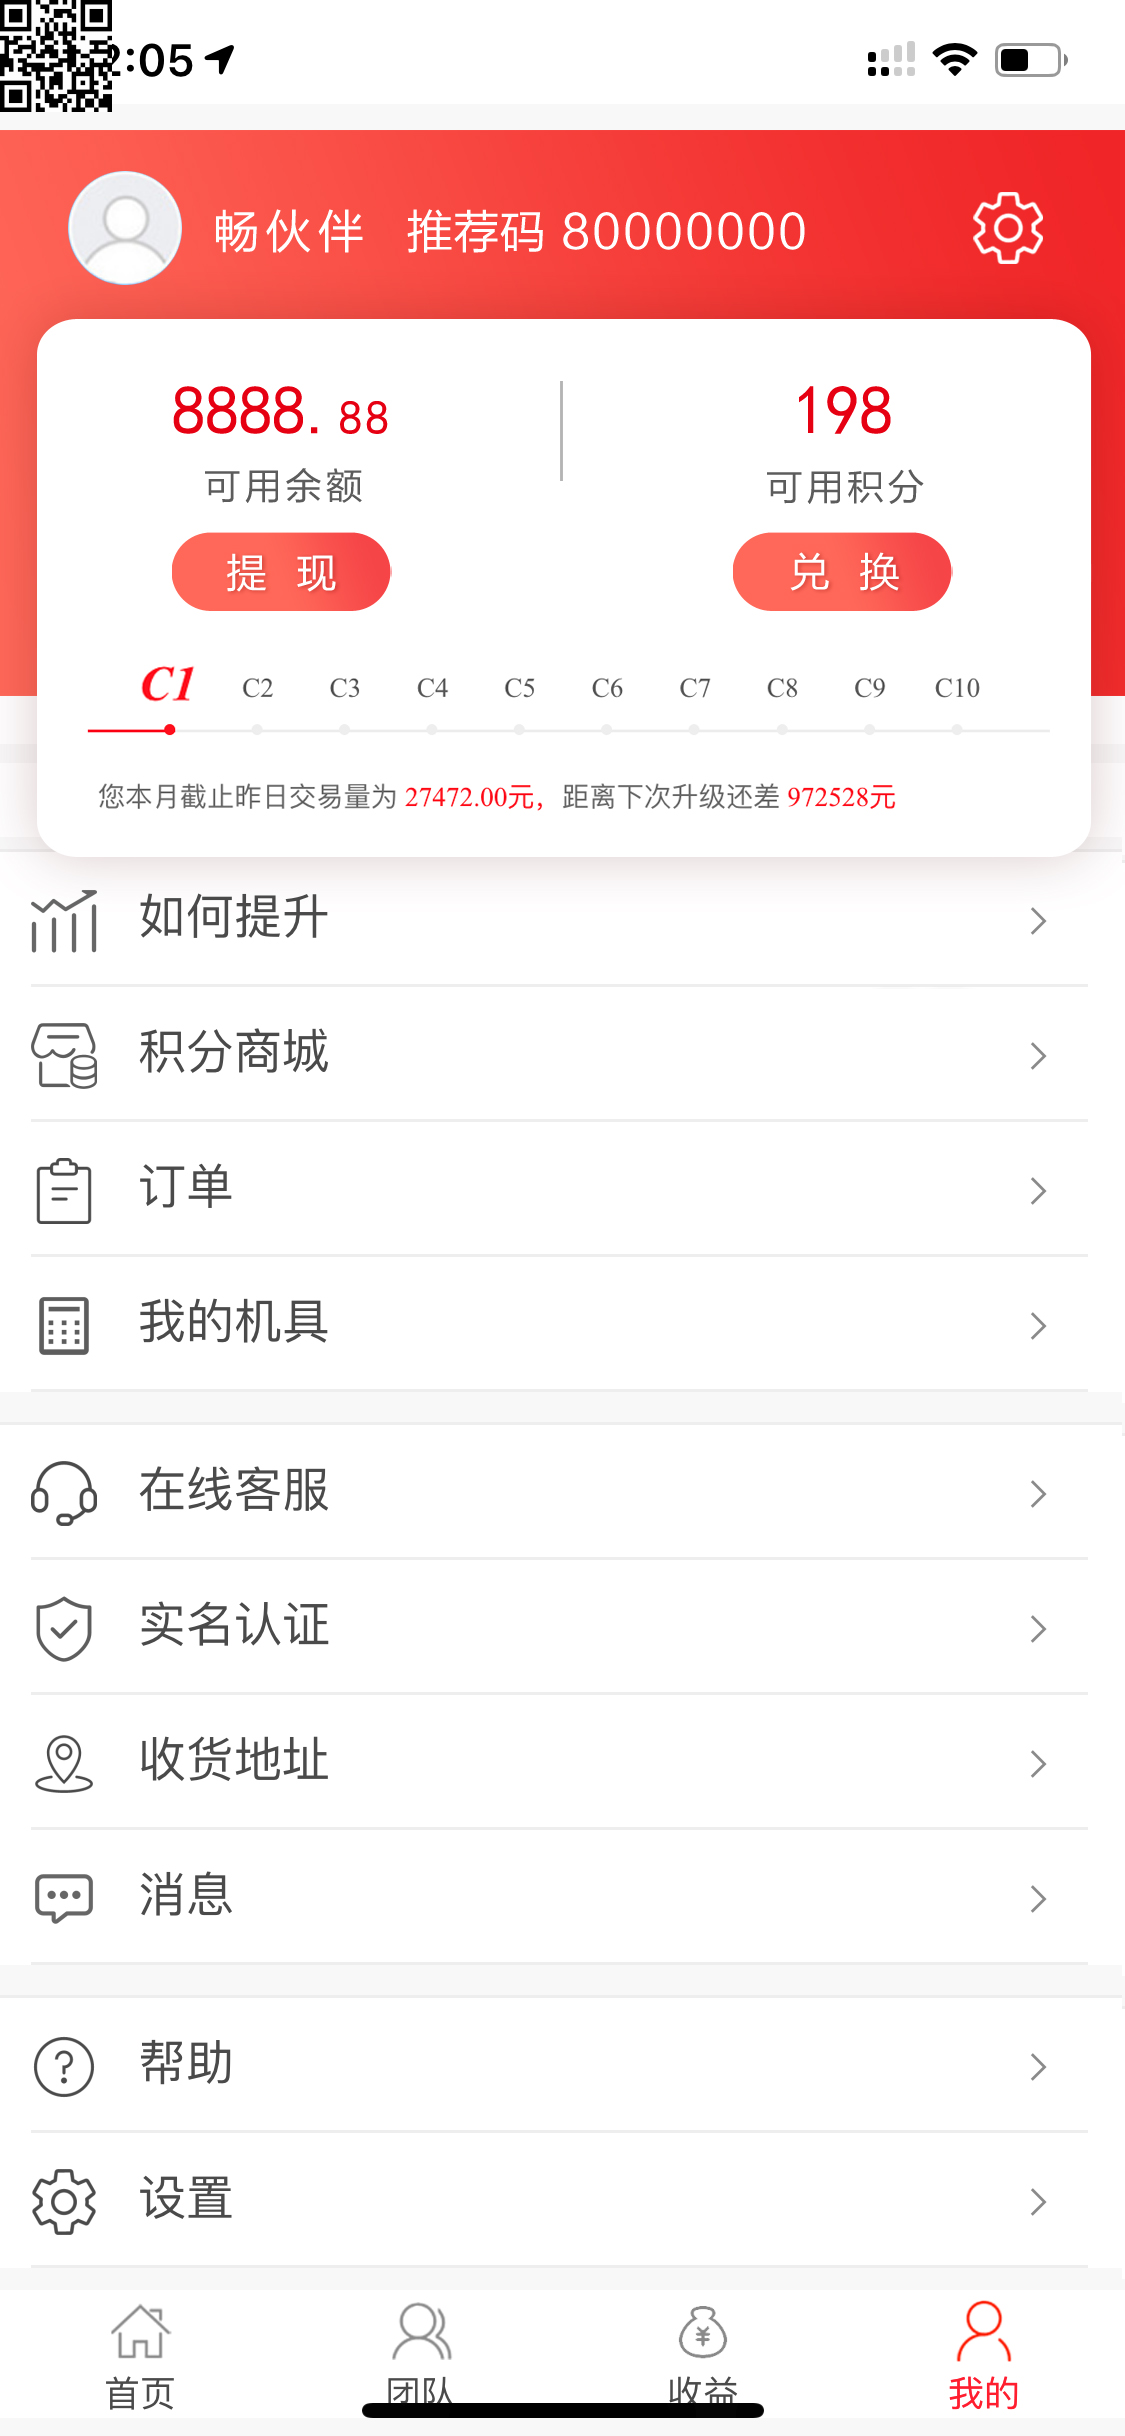 2:05
畅伙伴 推荐码 80000000
8888.88
198
可用余额
可用积分
提 现
兑 换
C1 C2 C3 C4 C5 C6 C7 C8 C9 C10
您本月截止昨日交易量为 27472.00元，距离下次升级还差 972528元
如何提升
积分商城
订单
我的机具
在线客服
实名认证
收货地址
消息
帮助
设置
首页 团队 收益 我的